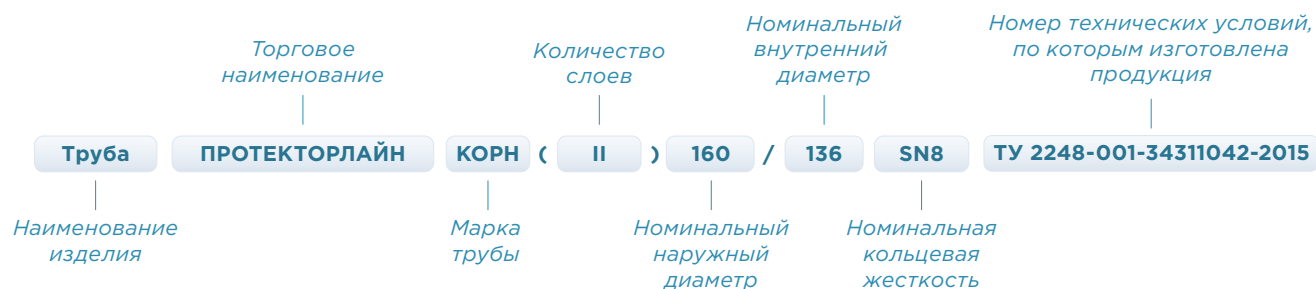 Торговое
наименование
Количество
слоев
Номинальный
внутренний
диаметр
Номер технических условий,
по которым изготовлена
продукция
Труба ПРОТЕКТОРЛАЙН КОРН ( II ) 160 / 136 SN8 ТУ 2248-001-34311042-2015
Наименование
изделия
Марка
трубы
Номинальный
наружный
диаметр
Номинальная
кольцевая
жесткость